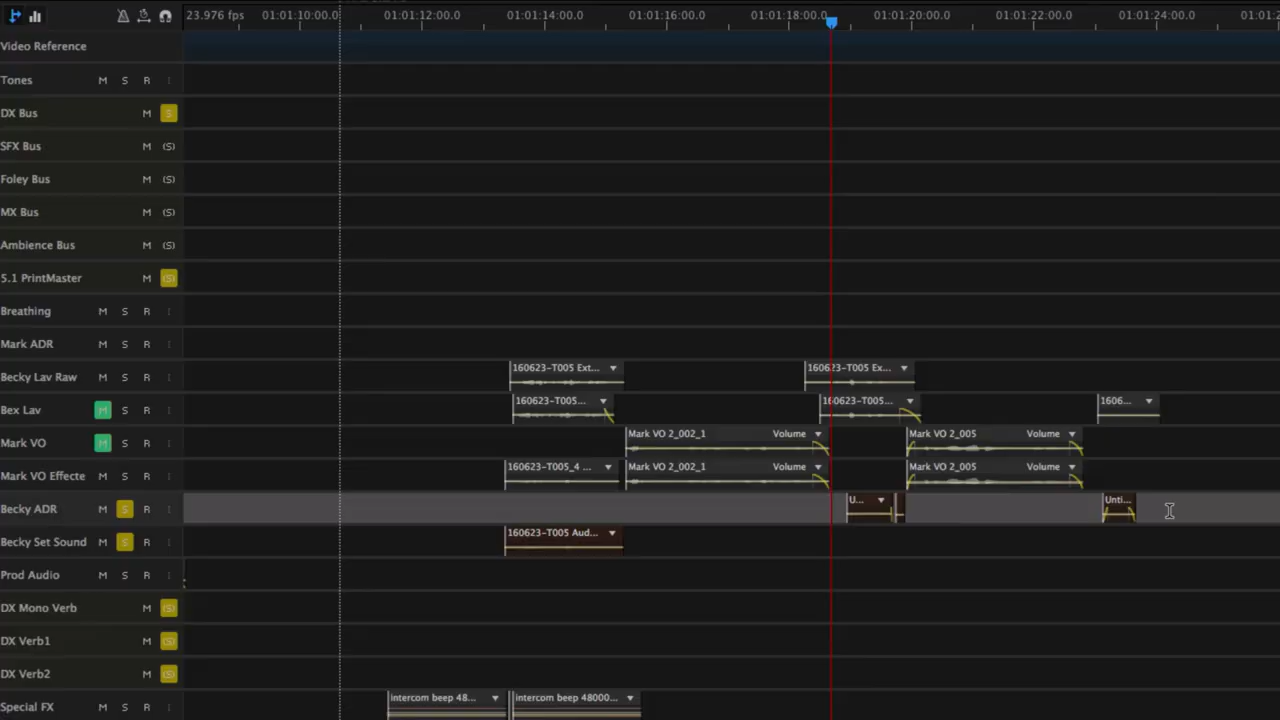 23.976 fps 01:01:10:00.0 01:01:12:00.0 01:01:14:00.0 01:01:16:00.0 01:01:18:00.0 01:01:20:00.0 01:01:22:00.0 01:01:24:00.0 01:01:2
Video Reference
Tones M S R I
DX Bus M S
SFX Bus M (S)
Foley Bus M (S)
MX Bus M (S)
Ambience Bus M (S)
5.1 PrintMaster M (S)
Breathing M S R I
Mark ADR M S R I
Becky Lav Raw M S R I 160623-T005 Ext... 160623-T005 Ex...
Bex Lav M S R I 160623-T005... 160623-T005... 1606...
Mark VO M S R I Mark VO 2_002_1 Volume Mark VO 2_005 Volume
Mark VO Effecte M S R I 160623-T005_4 ... Mark VO 2_002_1 Volume Mark VO 2_005 Volume
Becky ADR M S R I U... Unti...
Becky Set Sound M S R I 160623-T005 Aud...
Prod Audio M S R I
DX Mono Verb M (S)
DX Verb1 M (S)
DX Verb2 M (S)
Special FX M S R I intercom beep 48... intercom beep 48000...